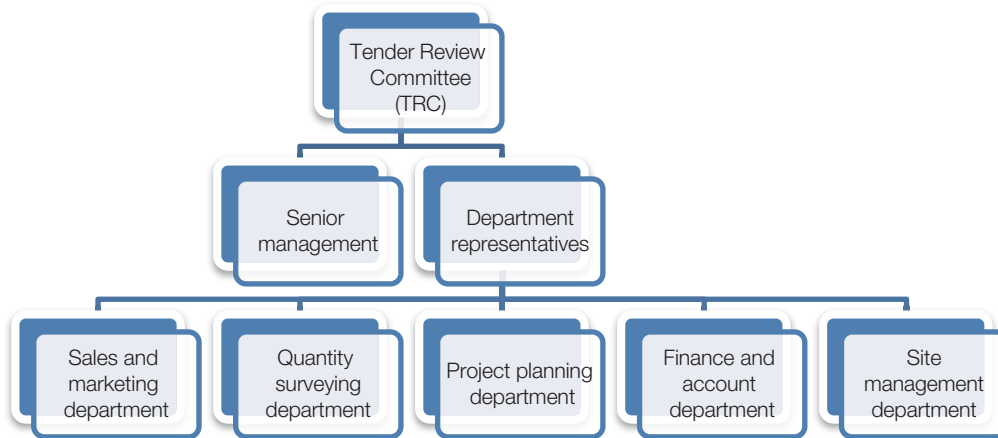 Tender Review
Committee
(TRC)
Senior
management
Department
representatives
Sales and
marketing
department
Quantity
surveying
department
Project planning
department
Finance and
account
department
Site
management
department